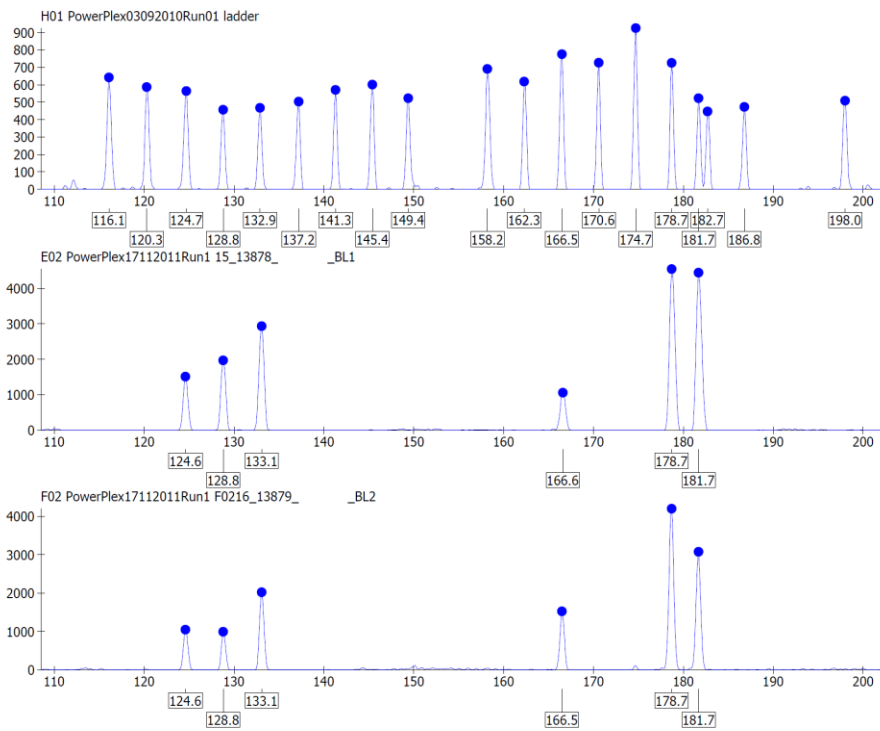 H01 PowerPlex03092010Run01 ladder
900
800
700
600
500
400
300
200
100
0
110 120 130 140 150 160 170 180 190 200
116.1 124.7 132.9 141.3 149.4 158.2 166.5 174.7 178.7 182.7 198.0
120.3 128.8 137.2 145.4 162.3 170.6 181.7 186.8
E02 PowerPlex17112011Run1 15_13878_ _BL1
4000
3000
2000
1000
0
110 120 130 140 150 160 170 180 190 200
124.6 133.1 166.6 178.7
128.8 181.7
F02 PowerPlex17112011Run1 F0216_13879_ _BL2
4000
3000
2000
1000
0
110 120 130 140 150 160 170 180 190 200
124.6 133.1 166.5 178.7
128.8 181.7